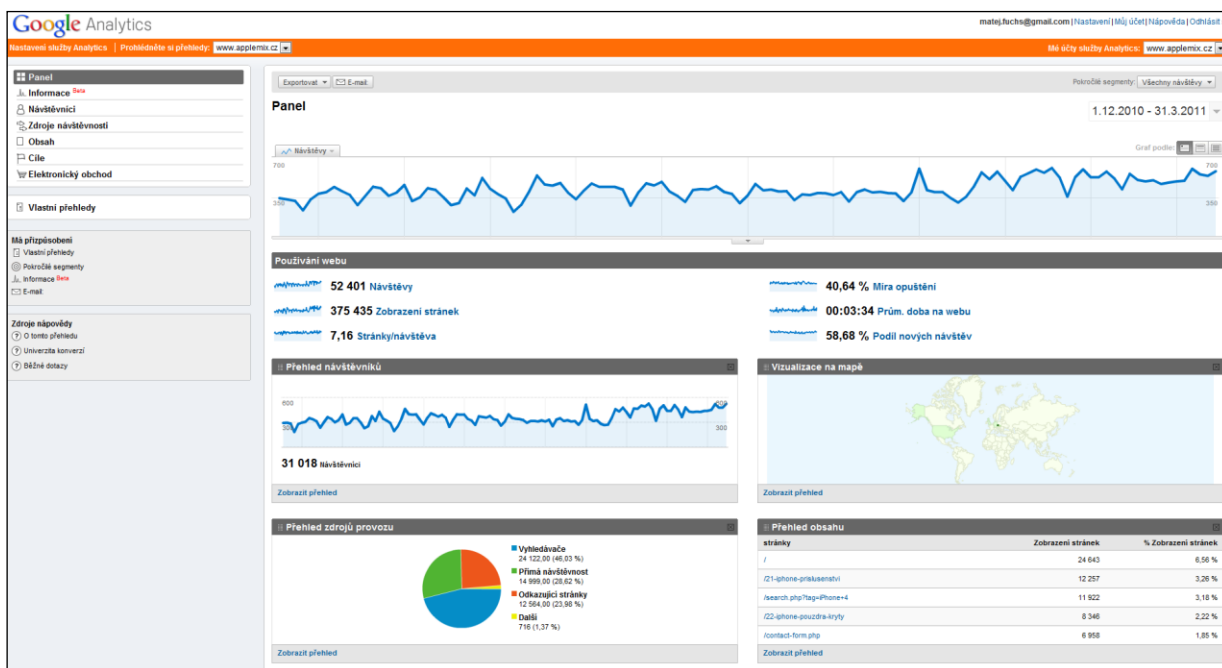 Google Analytics
matej.fuchs@gmail.com | Nastavení | Můj účet | Nápověda | Odhlásit
Nastavení služby Analytics | Prohlédněte si přehledy: www.applemix.cz
Mé účty služby Analytics: www.applemix.cz
Panel
Informace Beta
Návštěvníci
Zdroje návštěvnosti
Obsah
Cíle
Elektronický obchod
Vlastní přehledy
Má přizpůsobení
Vlastní přehledy
Pokročilé segmenty
Informace Beta
E-mail:
Zdroje nápovědy
O tomto přehledu
Univerzita konverzí
Běžné dotazy
Exportovat E-mail:
Pokročilé segmenty: Všechny návštěvy
Panel
1.12.2010 - 31.3.2011
Návštěvy
Graf podle:
700 700
350 350
Používání webu
52 401 Návštěvy
40,64 % Míra opuštění
375 435 Zobrazení stránek
00:03:34 Prům. doba na webu
7,16 Stránky/návštěva
58,68 % Podíl nových návštěv
Přehled návštěvníků
600 600
300 300
31 018 Návštěvníci
Zobrazit přehled
Vizualizace na mapě
Zobrazit přehled
Přehled zdrojů provozu
Vyhledávače
24 122,00 (46,03 %)
Přímá návštěvnost
14 999,00 (28,62 %)
Odkazující stránky
12 564,00 (23,98 %)
Další
716 (1,37 %)
Zobrazit přehled
Přehled obsahu
stránky Zobrazení stránek % Zobrazení stránek
/ 24 643 6,56 %
/21-iphone-prislusenstvi 12 257 3,26 %
/search.php?tag=iPhone+4 11 922 3,18 %
/22-iphone-pouzdra-kryty 8 346 2,22 %
/contact-form.php 6 958 1,85 %
Zobrazit přehled